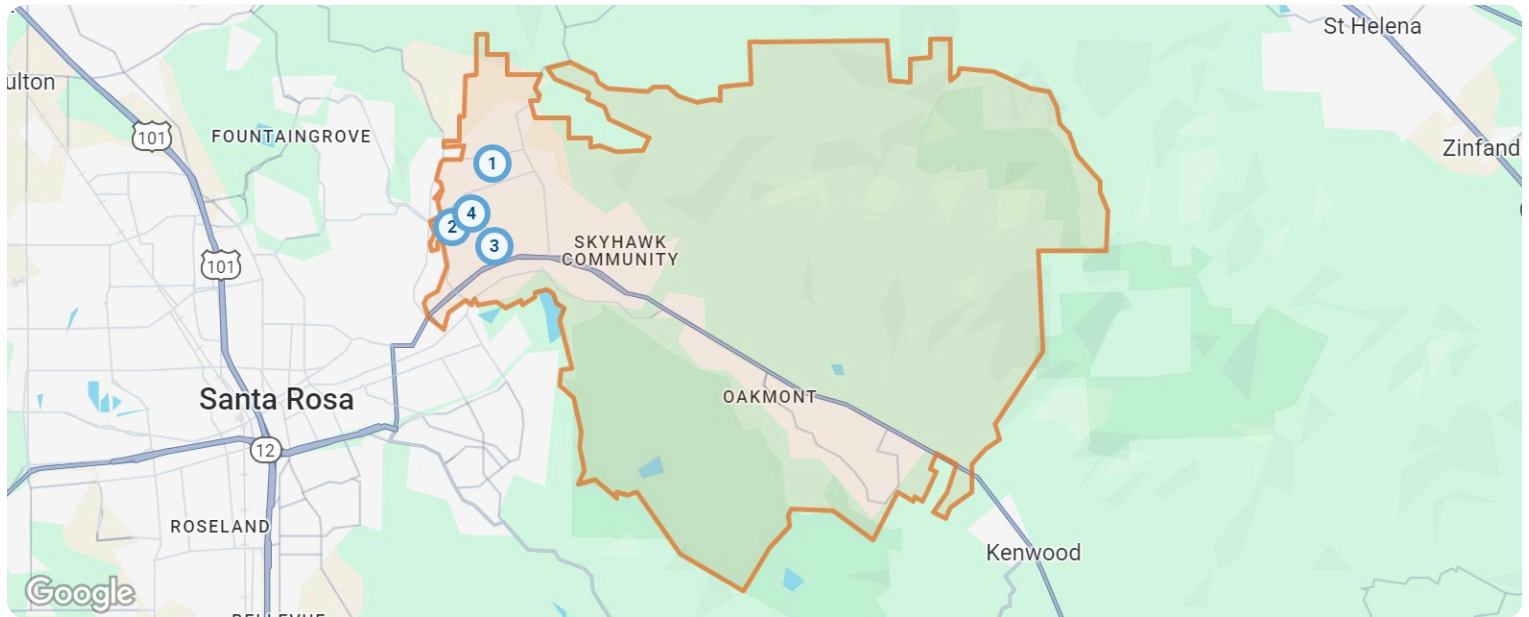 St Helena
ulton
101
FOUNTAINGROVE
Zinfand
1
4
2
3
SKYHAWK
COMMUNITY
101
Santa Rosa
OAKMONT
12
ROSELAND
Kenwood
Google